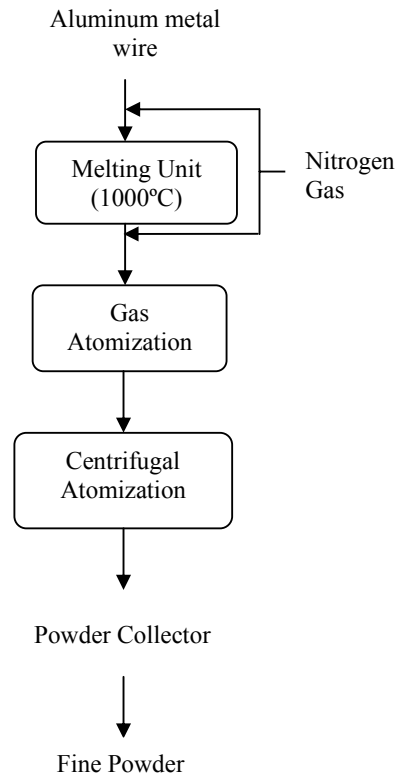 Aluminum metal
wire
Melting Unit
(1000ºC)
Nitrogen
Gas
Gas
Atomization
Centrifugal
Atomization
Powder Collector
Fine Powder